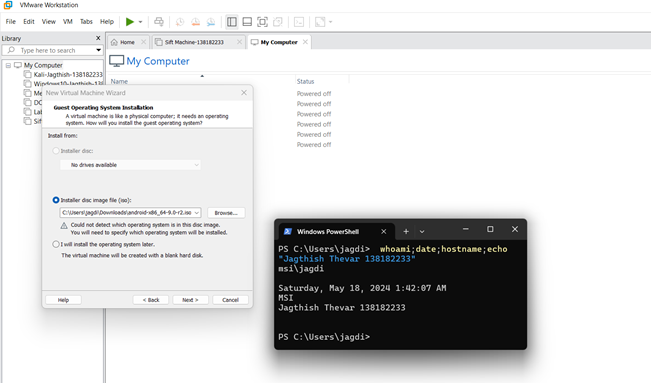 VMware Workstation
File Edit View VM Tabs Help
Library
Type here to search
My Computer
Kali-Jagthish-138182233
Windows10-Jagthish-138
Me
DC
Lab
Sift
Home
Sift Machine-138182233
My Computer
My Computer
Name Status
Powered off
Powered off
Powered off
Powered off
Powered off
Powered off
New Virtual Machine Wizard
Guest Operating System Installation
A virtual machine is like a physical computer; it needs an operating
system. How will you install the guest operating system?
Install from:
Installer disc:
No drives available
Installer disc image file (iso):
C:\Users\Jagdi\Downloads\android-x86_64-9.0-r2.iso
Browse...
Could not detect which operating system is in this disc image.
You will need to specify which operating system will be installed.
I will install the operating system later.
The virtual machine will be created with a blank hard disk.
Help < Back Next > Cancel
Windows PowerShell
PS C:\Users\jagdi> whoami;date;hostname;echo
"Jagthish Thevar 138182233"
msi\jagdi
Saturday, May 18, 2024 1:42:07 AM
MSI
Jagthish Thevar 138182233
PS C:\Users\jagdi>